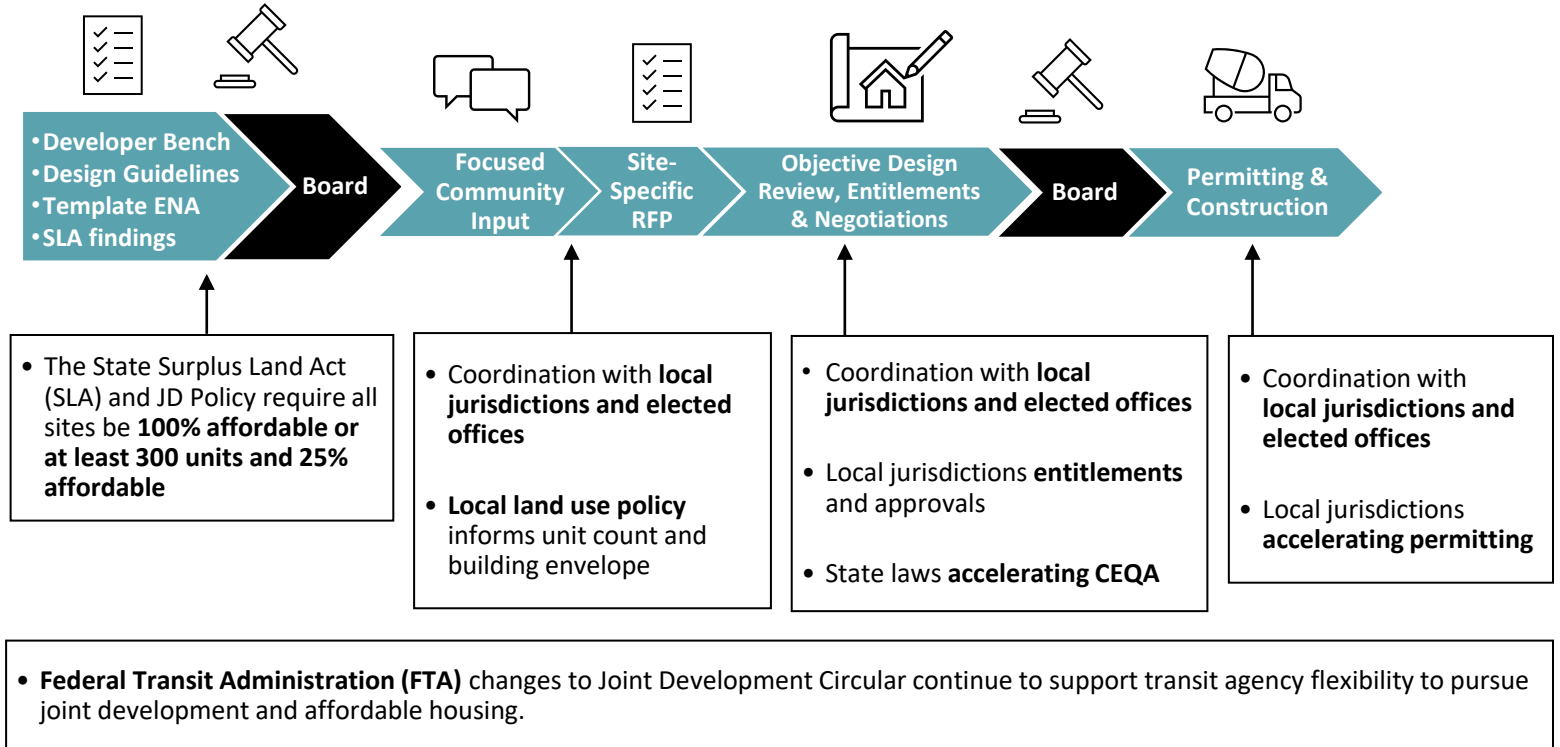 •Developer Bench
•Design Guidelines
•Template ENA
•SLA findings
Board
Focused
Community
Input
Site-
Specific
RFP
Objective Design
Review, Entitlements
& Negotiations
Board
Permitting &
Construction
• The State Surplus Land Act
(SLA) and JD Policy require all
sites be 100% affordable or
at least 300 units and 25%
affordable
• Coordination with local
jurisdictions and elected
offices
• Local land use policy
informs unit count and
building envelope
• Coordination with local
jurisdictions and elected offices
• Local jurisdictions entitlements
and approvals
• State laws accelerating CEQA
• Coordination with
local jurisdictions and
elected offices
• Local jurisdictions
accelerating permitting
• Federal Transit Administration (FTA) changes to Joint Development Circular continue to support transit agency flexibility to pursue
joint development and affordable housing.